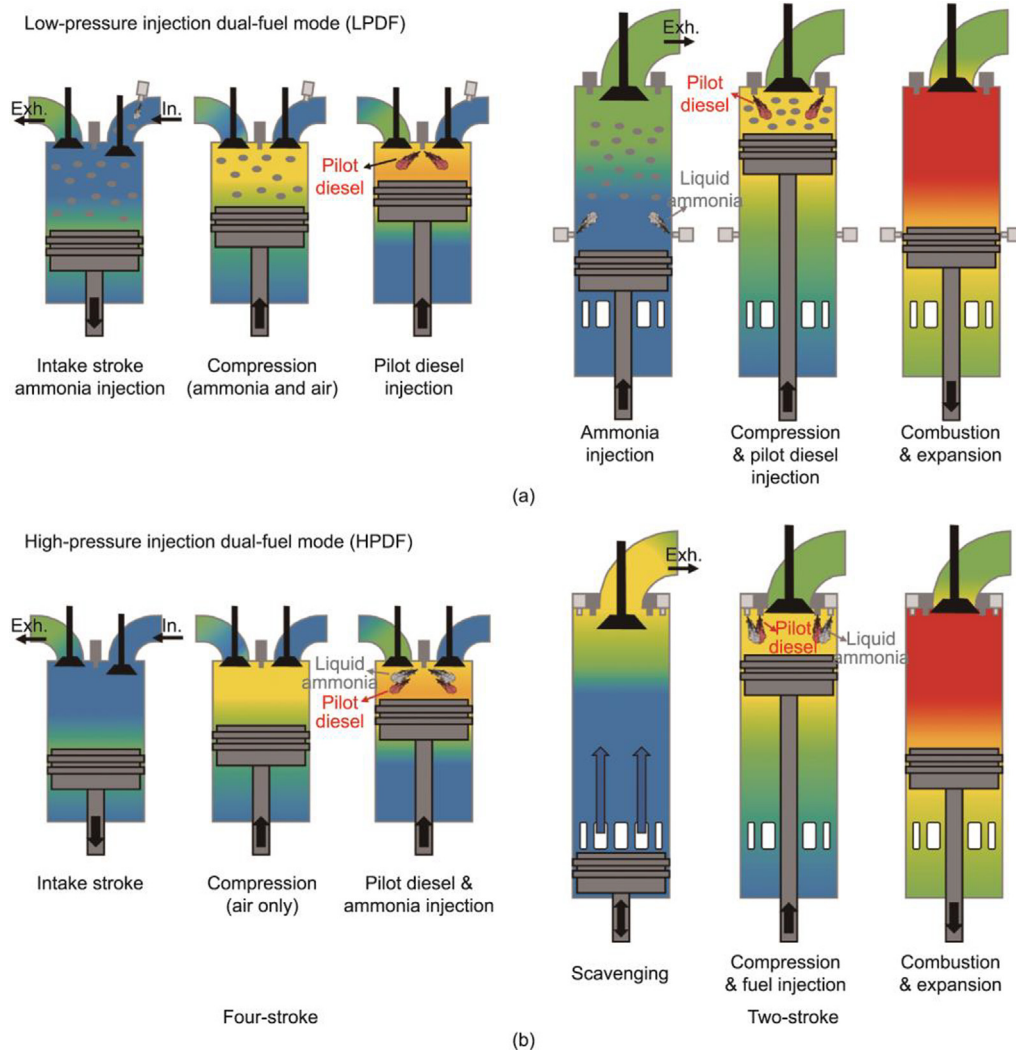 Low-pressure injection dual-fuel mode (LPDF)
Exh.
In.
Pilot
diesel
Intake stroke
ammonia injection
Compression
(ammonia and air)
Pilot diesel
injection
Exh.
Pilot
diesel
Liquid
ammonia
Ammonia
injection
Compression
& pilot diesel
injection
Combustion
& expansion
(a)
High-pressure injection dual-fuel mode (HPDF)
Exh.
In.
Liquid
ammonia
Pilot
diesel
Intake stroke
Compression
(air only)
Pilot diesel &
ammonia injection
Exh.
Pilot
diesel
Liquid
ammonia
Scavenging
Compression
& fuel injection
Combustion
& expansion
Four-stroke
Two-stroke
(b)